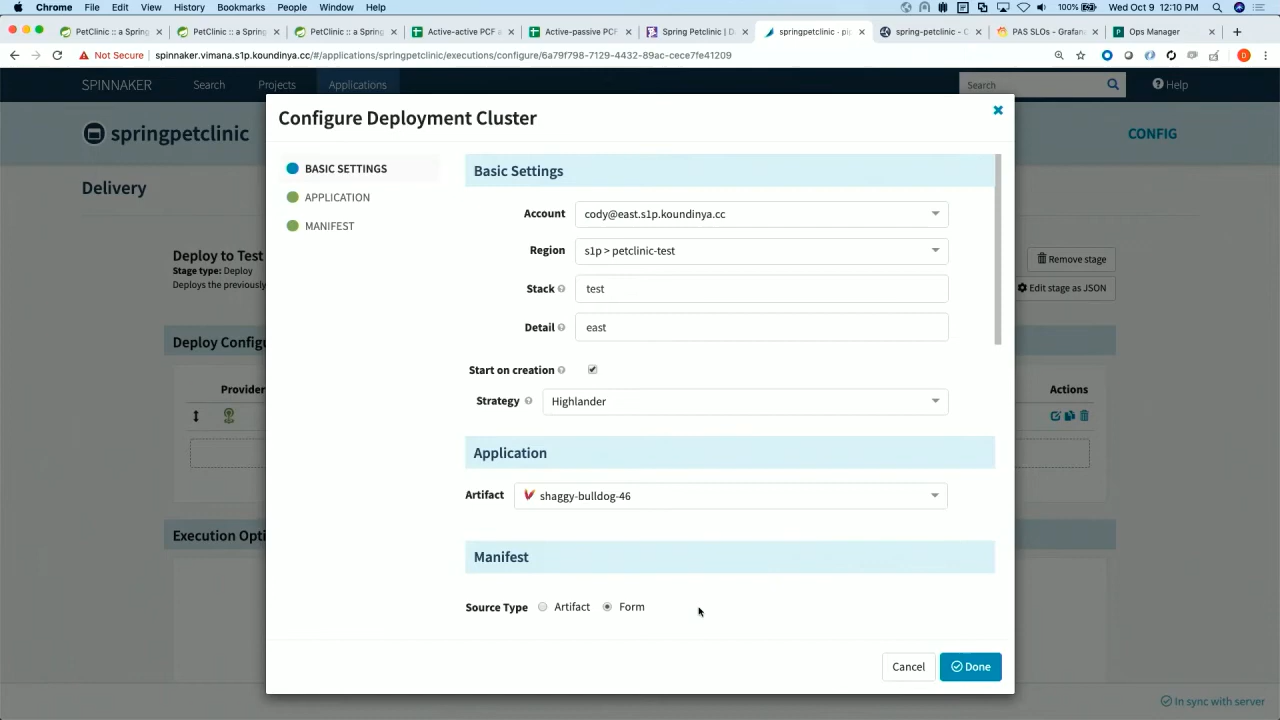 Chrome File Edit View History Bookmarks People Window Help 100% Wed Oct 9 12:10 PM
PetClinic :: a Spring PetClinic :: a Spring PetClinic :: a Spring Active-active PCF Active-passive PCF Spring Petclinic | D springpetclinic · pi spring-petclinic - C PAS SLOs - Grafan Ops Manager
Not Secure spinnaker.vimana.s1p.koundinya.cc/#/applications/springpetclinic/executions/configure/6a79f798-7129-4432-89ac-cece7fe41209
SPINNAKER Search Projects Applications Search Help
springpetclinic CONFIG
Delivery
Deploy to Test
Stage type: Deploy
Deploys the previously
Remove stage
Edit stage as JSON
Deploy Configu
Provider Actions
Execution Opti
Configure Deployment Cluster
BASIC SETTINGS
APPLICATION
MANIFEST
Basic Settings
Account cody@east.s1p.koundinya.cc
Region s1p > petclinic-test
Stack test
Detail east
Start on creation
Strategy Highlander
Application
Artifact shaggy-bulldog-46
Manifest
Source Type Artifact Form
Cancel Done
In sync with server